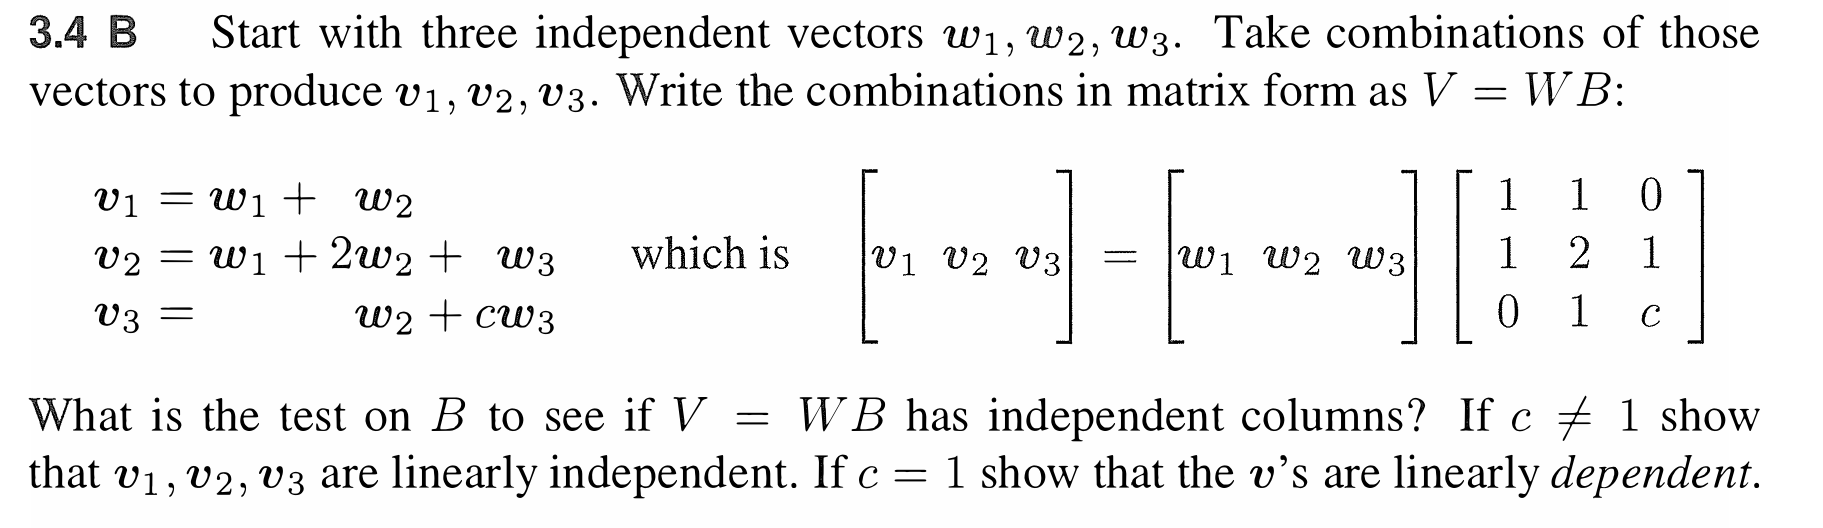 3.4 B Start with three independent vectors w₁, w₂, w₃. Take combinations of those
vectors to produce v₁, v₂, v₃. Write the combinations in matrix form as V = WB:
v₁ = w₁ + w₂
v₂ = w₁ + 2w₂ + w₃ which is [v₁ v₂ v₃] = [w₁ w₂ w₃] [1 1 0
1 2 1
0 1 c]
v₃ = w₂ + cw₃
What is the test on B to see if V = WB has independent columns? If c ≠ 1 show
that v₁, v₂, v₃ are linearly independent. If c = 1 show that the v’s are linearly dependent.